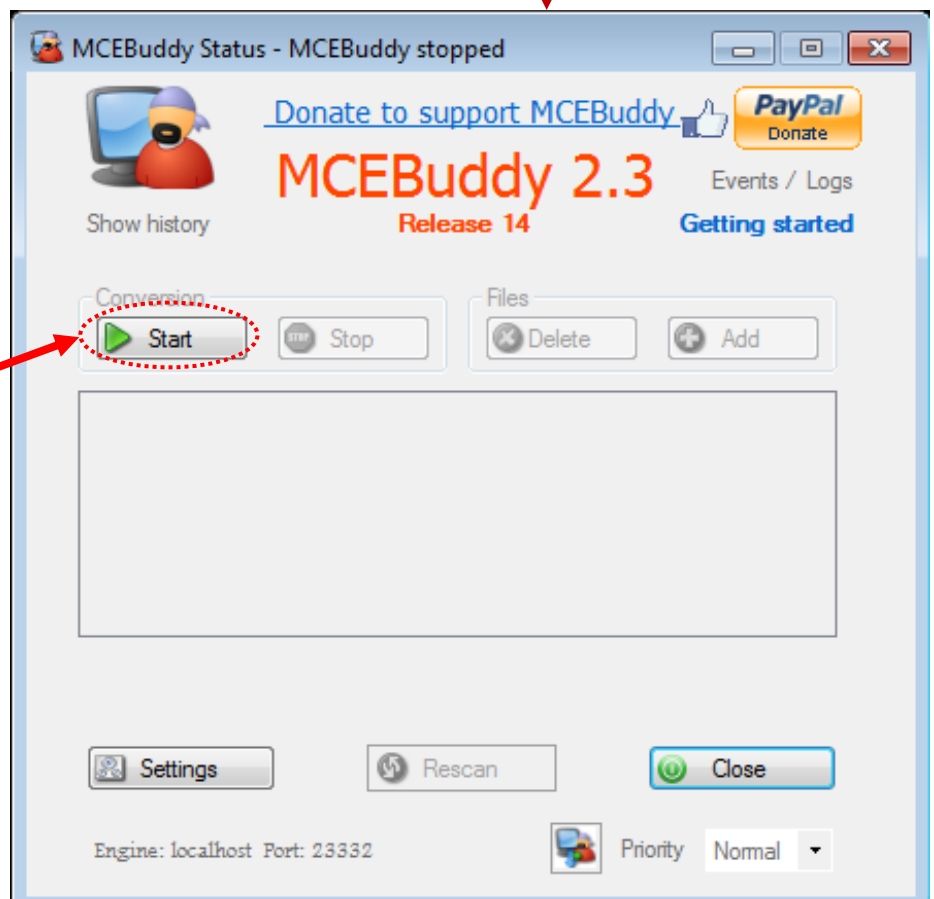 MCEBuddy Status - MCEBuddy stopped
Donate to support MCEBuddy
PayPal
Donate
MCEBuddy 2.3
Events / Logs
Show history
Release 14
Getting started
Conversion
Files
Start
STOP
Stop
Delete
Add
Settings
Rescan
Close
Engine: localhost Port: 23332
Priority
Normal